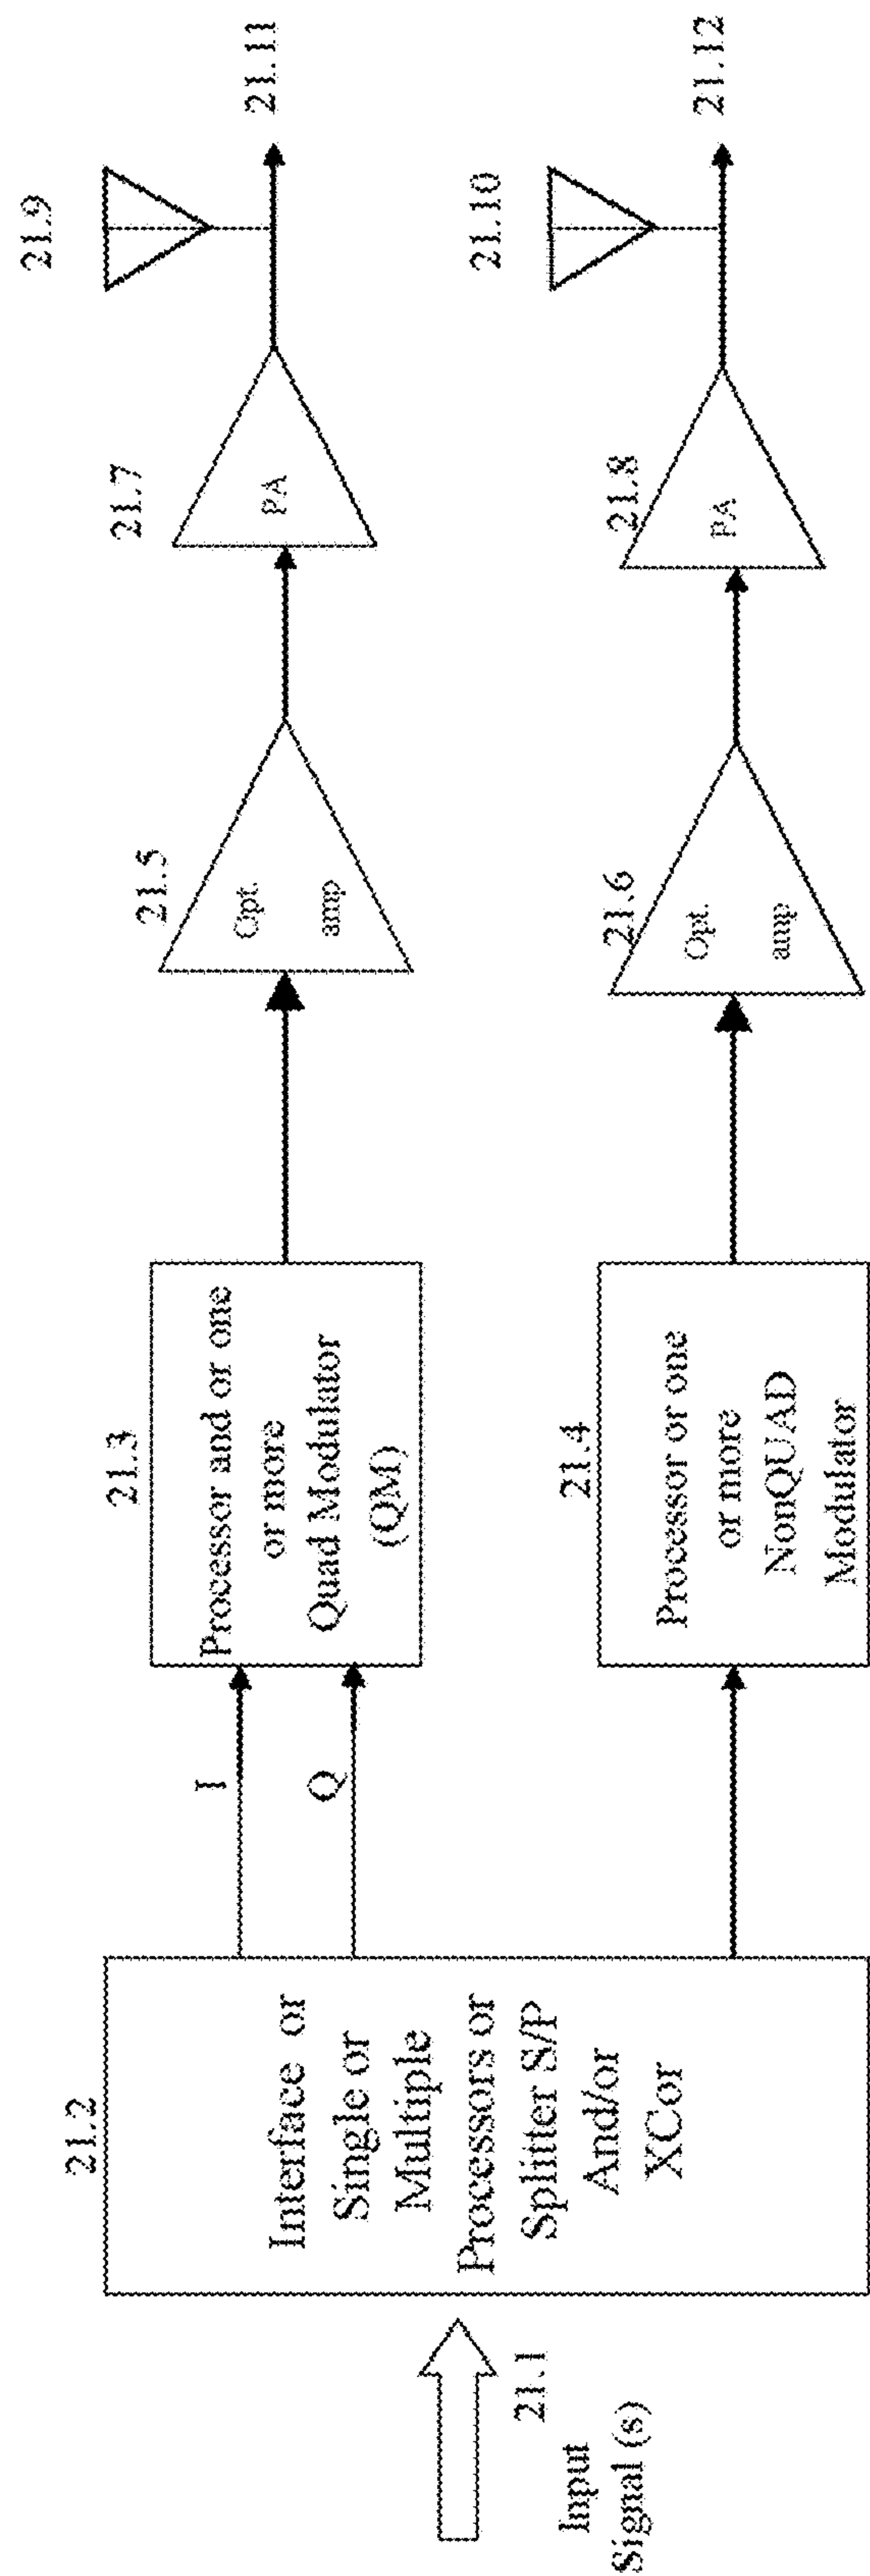 21.1
Input
Signal (s)
21.2
Interface or
Single or
Multiple
Processors or
Splitter S/P
And/or
XCor
I
Q
21.3
Processor and or one
or more
Quad Modulator
(QM)
21.5
Opt.
amp
21.7
PA
21.9
21.11
21.4
Processor or one
or more
NonQUAD
Modulator
21.6
Opt.
amp
21.8
PA
21.10
21.12